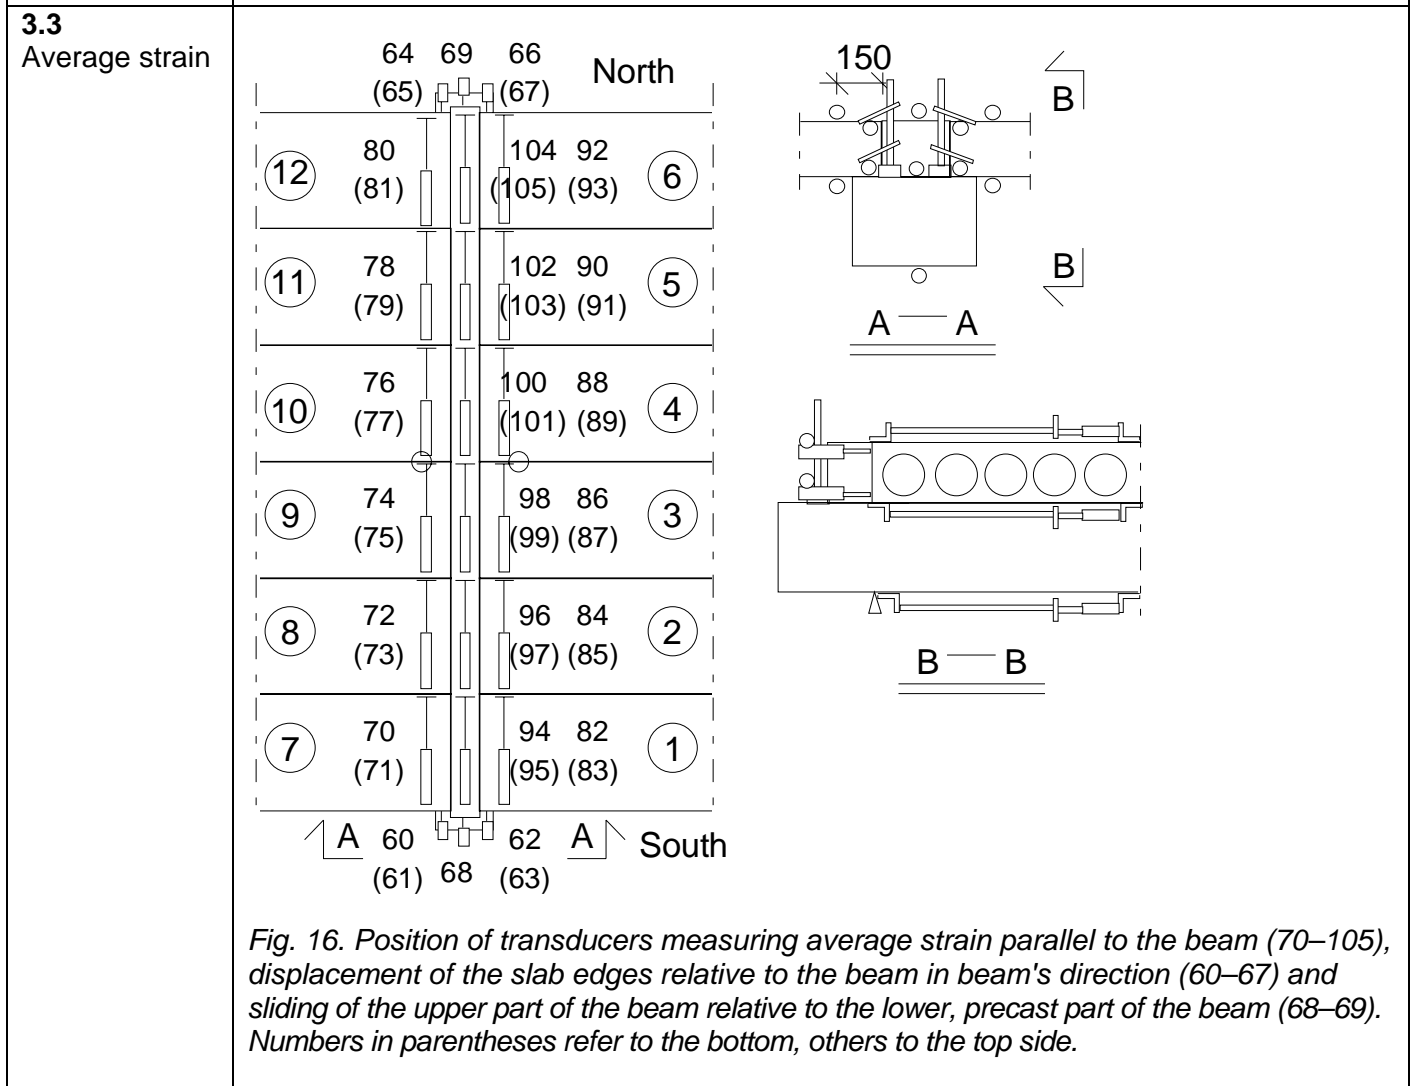 3.3
Average strain
64 69 66
(65) (67)
North
12 80 104 92 6
(81) (105) (93)
11 78 102 90 5
(79) (103) (91)
10 76 100 88 4
(77) (101) (89)
9 74 98 86 3
(75) (99) (87)
8 72 96 84 2
(73) (97) (85)
7 70 94 82 1
(71) (95) (83)
A 60 62 A South
(61) 68 (63)
150
B
B
A A
B B
Fig. 16. Position of transducers measuring average strain parallel to the beam (70–105),
displacement of the slab edges relative to the beam in beam's direction (60–67) and
sliding of the upper part of the beam relative to the lower, precast part of the beam (68–69).
Numbers in parentheses refer to the bottom, others to the top side.